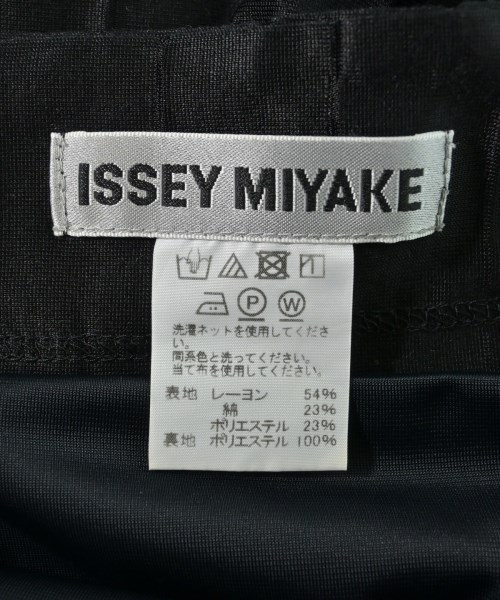 ISSEY MIYAKE
P W
洗濯ネットを使用してくださ
い。
同系色と洗ってください。
当て布を使用してください。
表地 レーヨン 54%
綿 23%
ポリエステル 23%
裏地 ポリエステル 100%